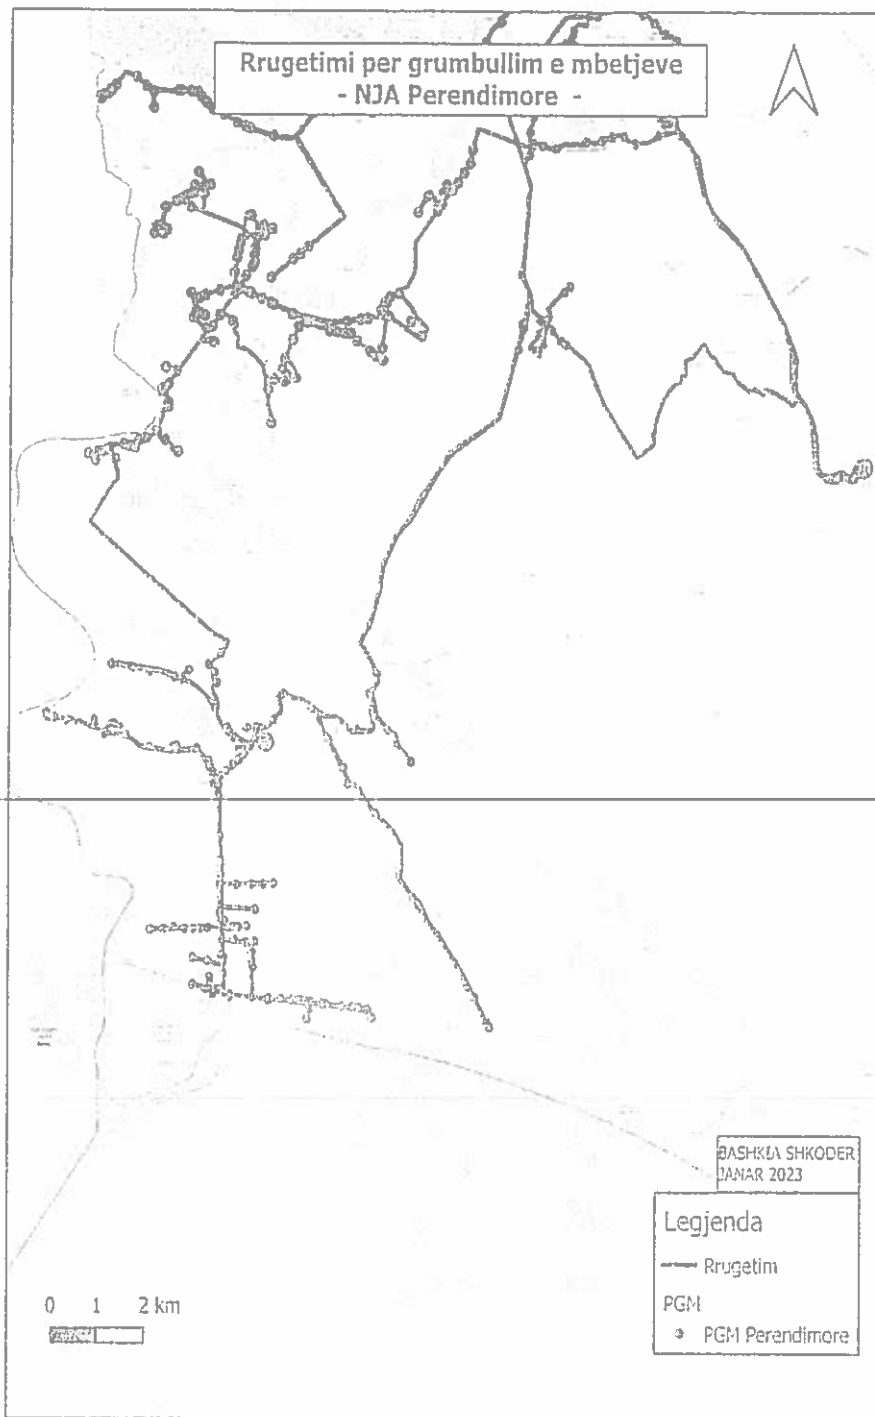 Rrugetimi per grumbullim e mbetjeve
- NJA Perendimore -
BASHKIA SHKODER
JANAR 2023
Legjenda
Rrugetim
PGM
PGM Perendimore
0 1 2 km